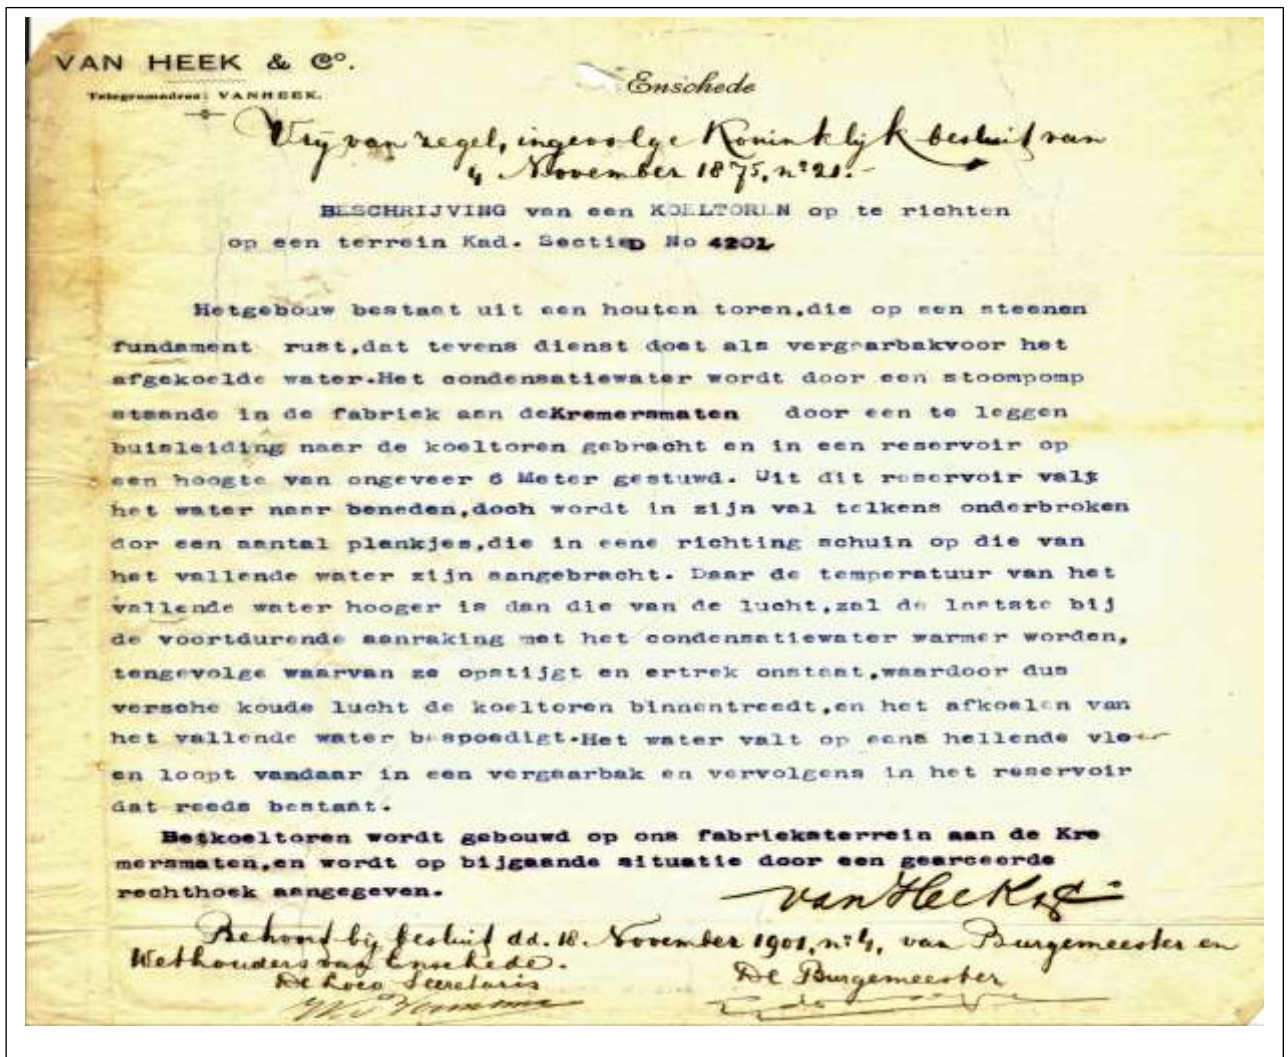 VAN HEEK & Co.
Telegramadres: VANHEEK.
Enschede
Vrij van zegel, ingevolge Koninklijk besluit van
4 November 1875, no 21.-
BESCHRIJVING van een KOELTOREN op te richten
op een terrein Kad. Sectie D No 4201
Hetgebouw bestaat uit een houten toren,die op een steenen
fundament rust,dat tevens dienst doet als vergaarbakvoor het
afgekoelde water.Het condensatiewater wordt door een stoompomp
staande in de fabriek aan deKremersmaten door een te leggen
buisleiding naar de koeltoren gebracht en in een reservoir op
een hoogte van ongeveer 6 Meter gestuwd. Uit dit reservoir valt
het water naar beneden,doch wordt in zijn val telkens onderbroken
dor een aantal plankjes,die in eene richting schuin op die van
het vallende water zijn aangebracht. Daar de temperatuur van het
vallende water hooger is dan die van de lucht,zal de laatste bij
de voortdurende aanraking met het condensatiewater warmer worden,
tengevolge waarvan ze opstijgt en ertrek onstaat,waardoor dus
versche koude lucht de koeltoren binnentreedt,en het afkoelen van
het vallende water bespoedigt.Het water valt op eene hellende vloer
en loopt vandaar in een vergaarbak en vervolgens in het reservoir
dat reeds bestaat.
Betkoeltoren wordt gebouwd op ons fabrieksterrein aan de Kre
mersmaten,en wordt op bijgaande situatie door een gearceerde
rechthoek aangegeven.
van Heek & Co
Behoort bij besluit dd. 18. November 1901, no 4, van Burgemeester en
Wethouders van Enschede.
De Loco Secretaris
De Burgemeester